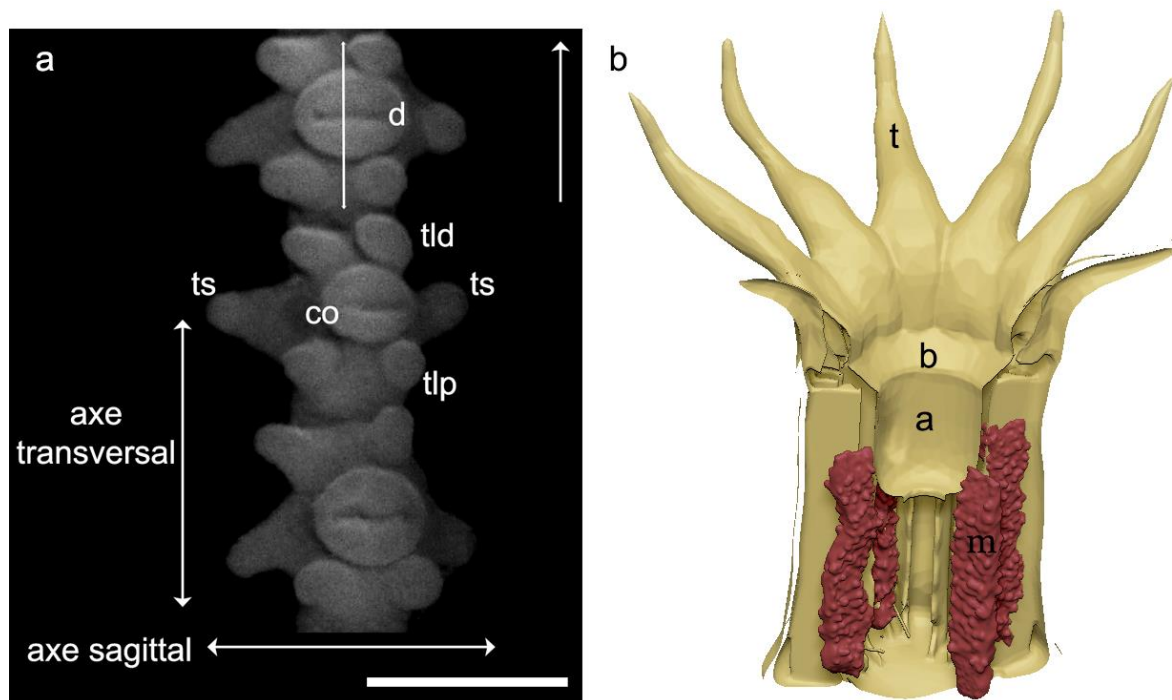 a
d
tld
ts
ts
co
tlp
axe
transversal
axe sagittal
b
t
b
a
m